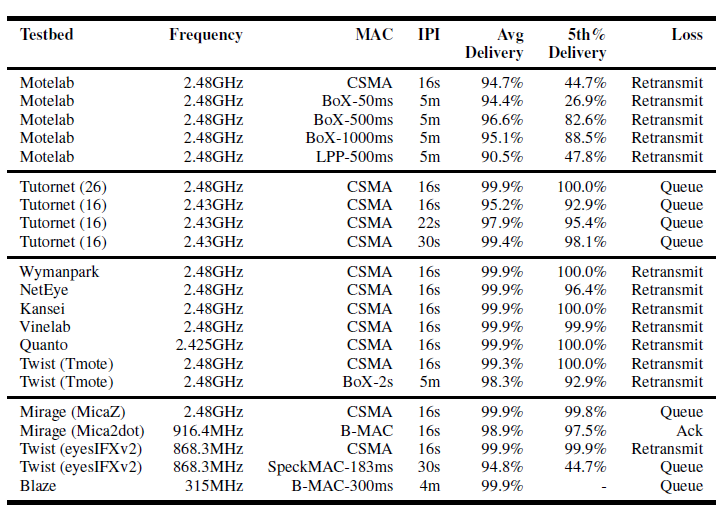 Testbed Frequency MAC IPI Avg 5th% Loss
Delivery Delivery
Motelab 2.48GHz CSMA 16s 94.7% 44.7% Retransmit
Motelab 2.48GHz BoX-50ms 5m 94.4% 26.9% Retransmit
Motelab 2.48GHz BoX-500ms 5m 96.6% 82.6% Retransmit
Motelab 2.48GHz BoX-1000ms 5m 95.1% 88.5% Retransmit
Motelab 2.48GHz LPP-500ms 5m 90.5% 47.8% Retransmit
Tutornet (26) 2.48GHz CSMA 16s 99.9% 100.0% Queue
Tutornet (16) 2.43GHz CSMA 16s 95.2% 92.9% Queue
Tutornet (16) 2.43GHz CSMA 22s 97.9% 95.4% Queue
Tutornet (16) 2.43GHz CSMA 30s 99.4% 98.1% Queue
Wymanpark 2.48GHz CSMA 16s 99.9% 100.0% Retransmit
NetEye 2.48GHz CSMA 16s 99.9% 96.4% Retransmit
Kansei 2.48GHz CSMA 16s 99.9% 100.0% Retransmit
Vinelab 2.48GHz CSMA 16s 99.9% 99.9% Retransmit
Quanto 2.425GHz CSMA 16s 99.9% 100.0% Retransmit
Twist (Tmote) 2.48GHz CSMA 16s 99.3% 100.0% Retransmit
Twist (Tmote) 2.48GHz BoX-2s 5m 98.3% 92.9% Retransmit
Mirage (MicaZ) 2.48GHz CSMA 16s 99.9% 99.8% Queue
Mirage (Mica2dot) 916.4MHz B-MAC 16s 98.9% 97.5% Ack
Twist (eyesIFXv2) 868.3MHz CSMA 16s 99.9% 99.9% Retransmit
Twist (eyesIFXv2) 868.3MHz SpeckMAC-183ms 30s 94.8% 44.7% Queue
Blaze 315MHz B-MAC-300ms 4m 99.9% - Queue